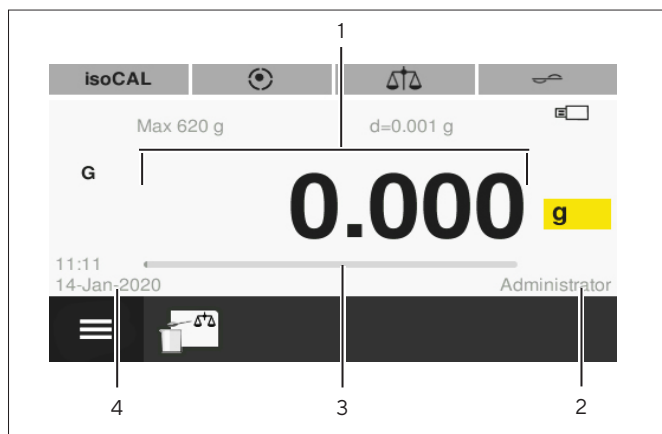 1
isoCAL
Max 620 g d=0.001 g
G
0.000 g
11:11
14-Jan-2020 Administrator
4 3 2